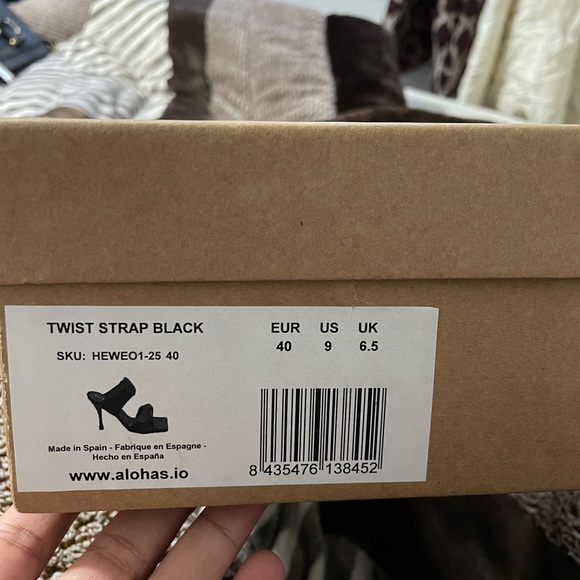 TWIST STRAP BLACK
SKU: HEWEO1-25 40
EUR US UK
40 9 6.5
Made in Spain - Fabrique en Espagne -
Hecho en España
www.alohas.io
8 435476 138452